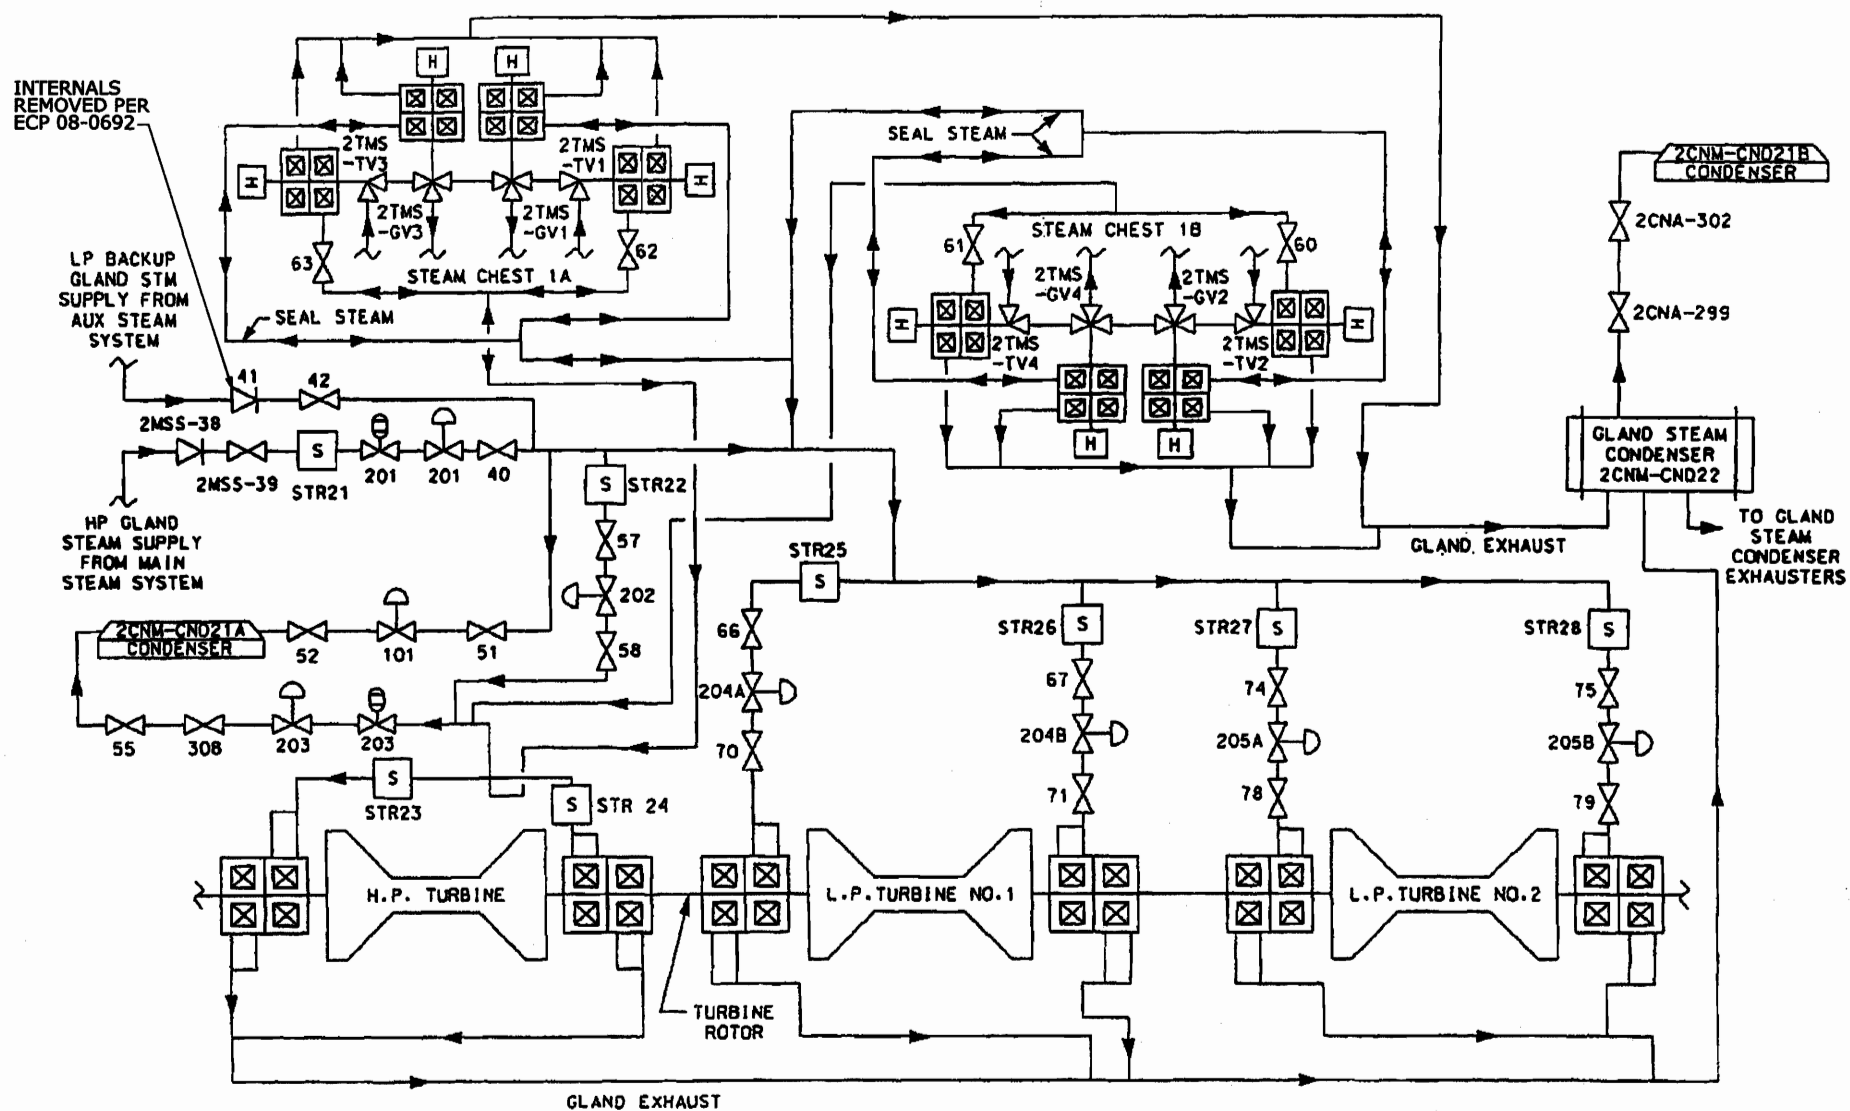 INTERNALS
REMOVED PER
ECP 08-0692
H
H
2TMS
-TV3
2TMS
-TV1
H
H
2TMS
-GV3
2TMS
-GV1
63
62
STEAM CHEST 1A
SEAL STEAM
SEAL STEAM
STEAM CHEST 1B
61
60
2TMS
-GV4
2TMS
-GV2
H
H
2TMS
-TV4
2TMS
-TV2
H
H
2CNM-CND21B
CONDENSER
2CNA-302
2CNA-299
GLAND STEAM
CONDENSER
2CNM-CND22
TO GLAND
STEAM
CONDENSER
EXHAUSTERS
GLAND EXHAUST
LP BACKUP
GLAND STM
SUPPLY FROM
AUX STEAM
SYSTEM
41
42
2MSS-38
S
2MSS-39
STR21
201
201
40
HP GLAND
STEAM SUPPLY
FROM MAIN
STEAM SYSTEM
S
STR22
57
202
58
2CNM-CND21A
CONDENSER
52
101
51
55
308
203
203
STR25
S
66
204A
70
STR26
S
67
204B
71
STR27
S
74
205A
78
STR28
S
75
205B
79
S
STR23
S
STR 24
H.P. TURBINE
L.P.TURBINE NO.1
L.P.TURBINE NO.2
TURBINE
ROTOR
GLAND EXHAUST